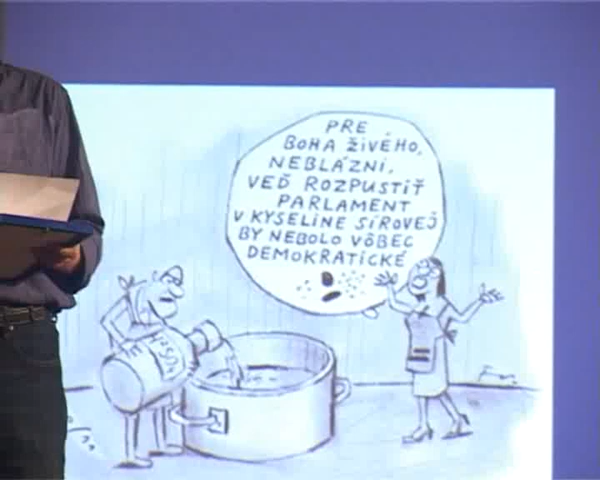 PRE
BOHA ŽIVÉHO,
NEBLÁZNI,
VEĎ ROZPUSTIŤ
PARLAMENT
V KYSELINE SÍROVEJ
BY NEBOLO VÔBEC
DEMOKRATICKÉ